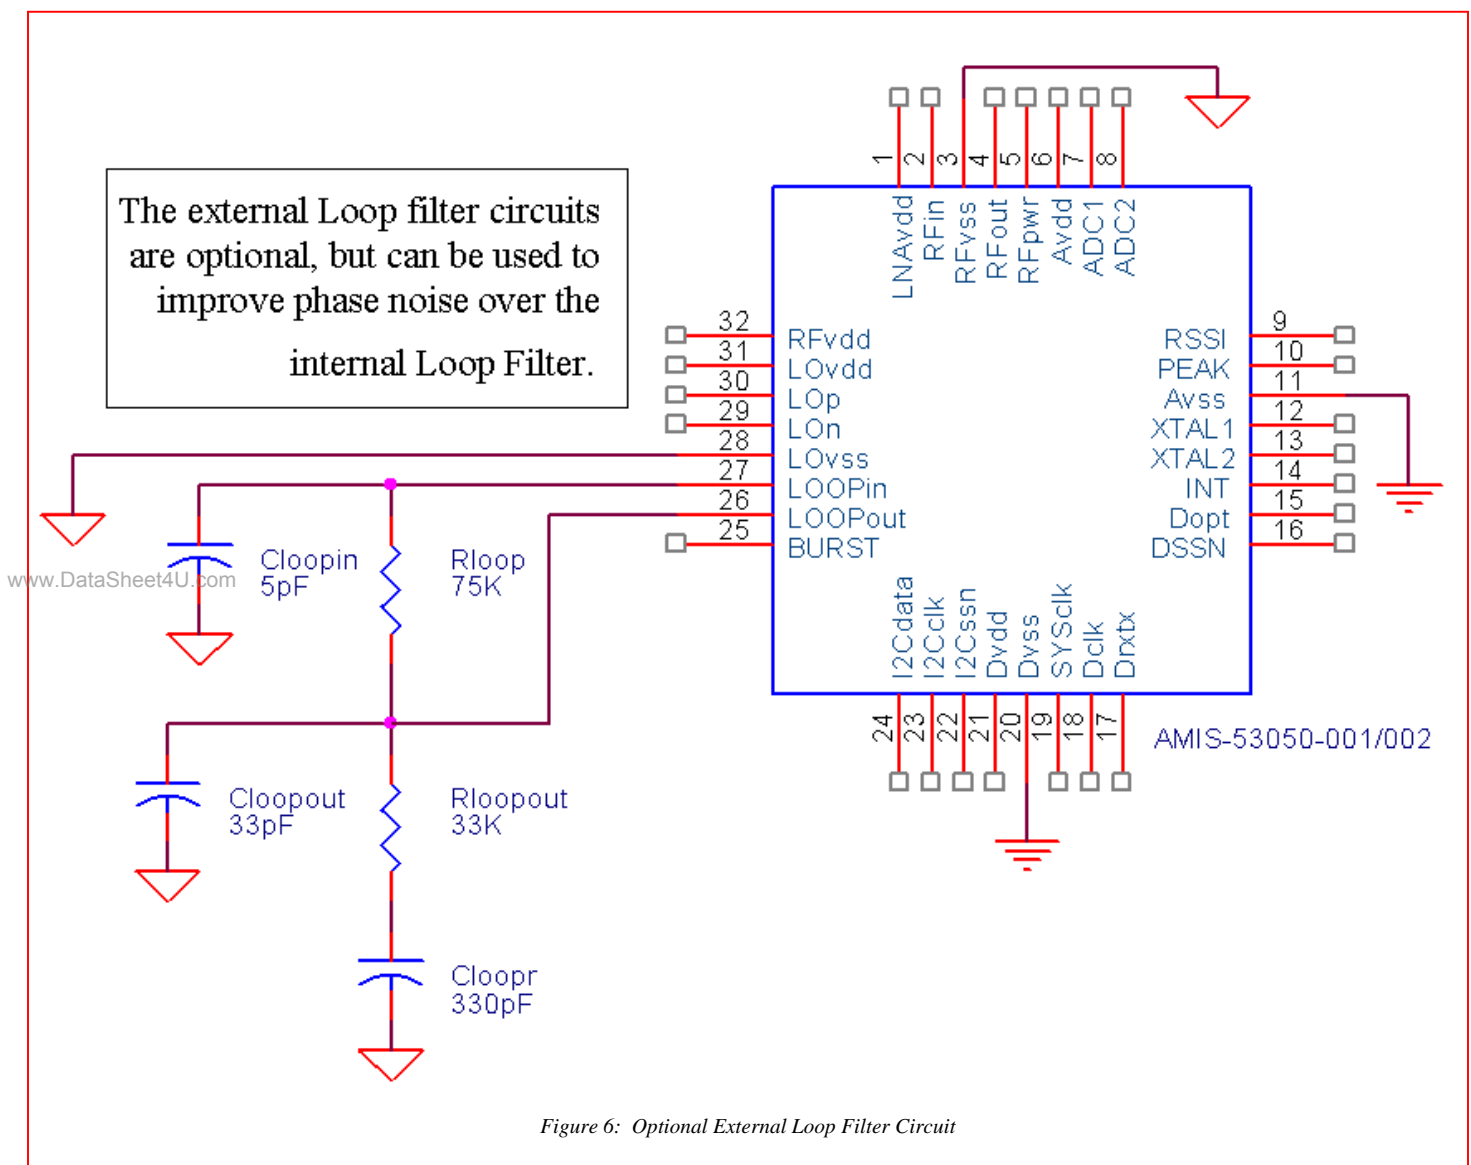 1
2
3
4
5
6
7
8
LNAvdd
RFin
RFvss
RFout
RFpwr
Avdd
ADC1
ADC2
The external Loop filter circuits
are optional, but can be used to
improve phase noise over the
internal Loop Filter.
32
RFvdd
31
LOvdd
30
LOp
29
LOn
28
LOvss
27
LOOPin
26
LOOPout
25
BURST
9
RSSI
10
PEAK
11
Avss
12
XTAL1
13
XTAL2
14
INT
15
Dopt
16
DSSN
Cloopin
5pF
Rloop
75K
www.DataSheet4U.com
I2Cdata
I2Cclk
I2Cssn
Dvdd
Dvss
SYSclk
Dclk
Drxtx
24
23
22
21
20
19
18
17
AMIS-53050-001/002
Cloopout
33pF
Rloopout
33K
Cloopr
330pF
Figure 6: Optional External Loop Filter Circuit